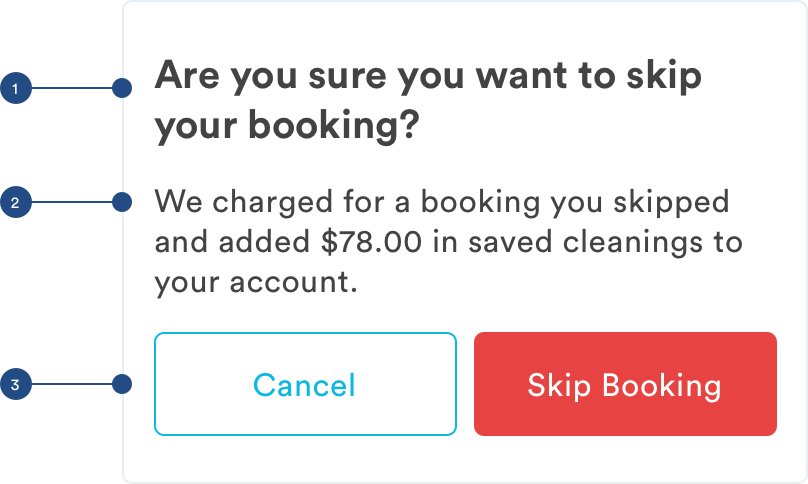 1
Are you sure you want to skip
your booking?
2
We charged for a booking you skipped
and added $78.00 in saved cleanings to
your account.
3
Cancel
Skip Booking